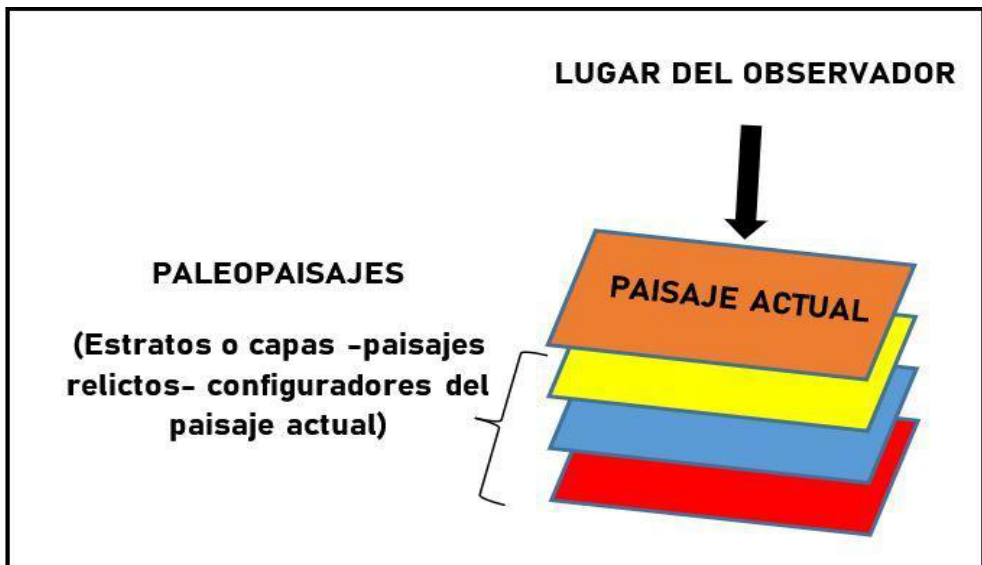 LUGAR DEL OBSERVADOR
PALEOPAISAJES
(Estratos o capas -paisajes
relictos- configuradores del
paisaje actual)
PAISAJE ACTUAL